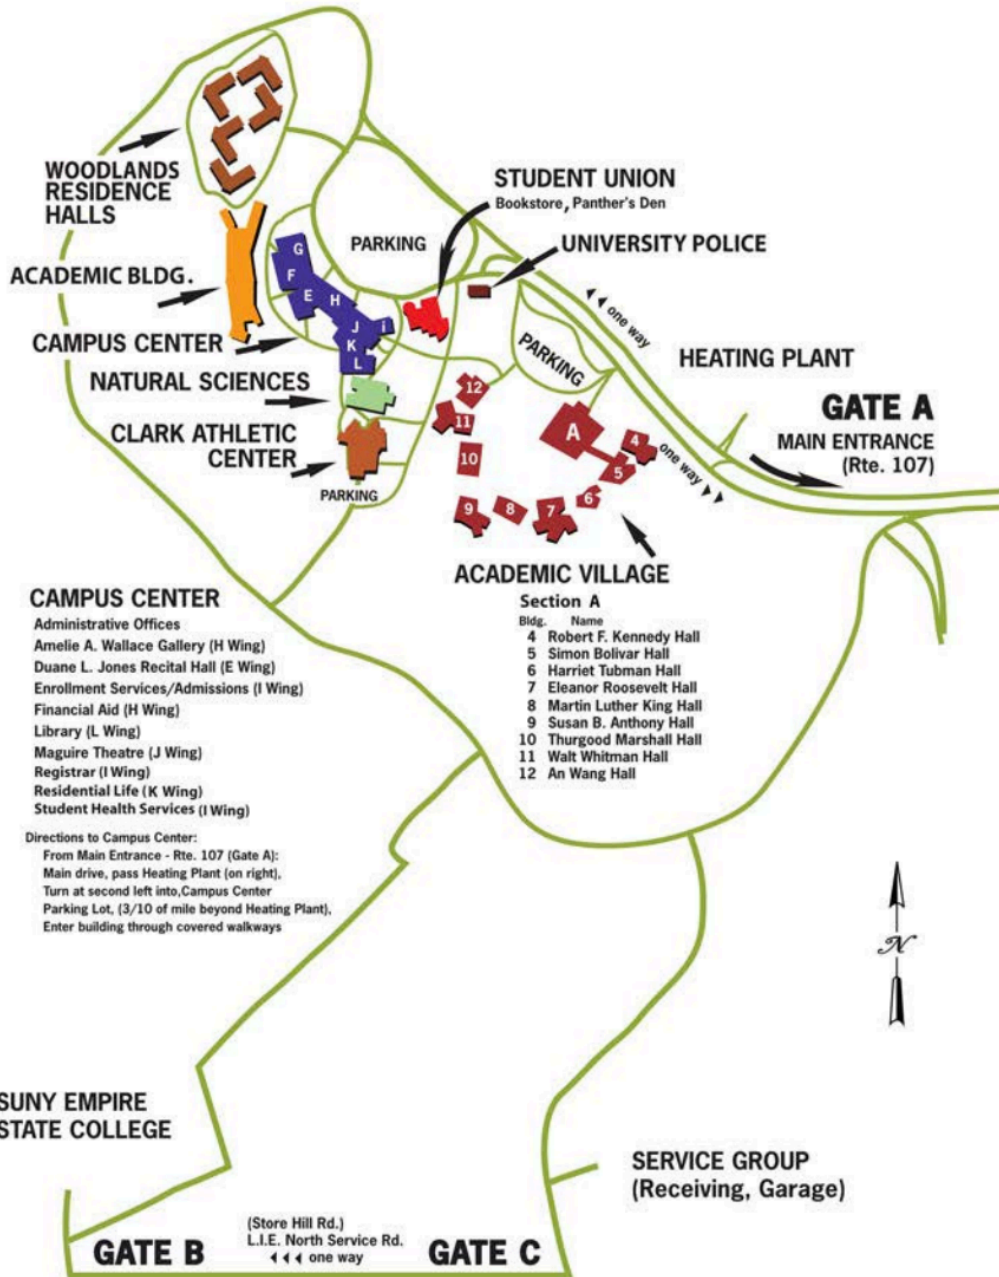 WOODLANDS
RESIDENCE
HALLS
STUDENT UNION
Bookstore, Panther's Den
PARKING
UNIVERSITY POLICE
ACADEMIC BLDG.
G
F
E
H
J
i
K
L
one way
CAMPUS CENTER
PARKING
HEATING PLANT
NATURAL SCIENCES
12
GATE A
MAIN ENTRANCE
(Rte. 107)
CLARK ATHLETIC
CENTER
11
A
4
one way
10
5
PARKING
6
9
8
7
ACADEMIC VILLAGE
Section A
Bldg. Name
4 Robert F. Kennedy Hall
5 Simon Bolivar Hall
6 Harriet Tubman Hall
7 Eleanor Roosevelt Hall
8 Martin Luther King Hall
9 Susan B. Anthony Hall
10 Thurgood Marshall Hall
11 Walt Whitman Hall
12 An Wang Hall
CAMPUS CENTER
Administrative Offices
Amelie A. Wallace Gallery (H Wing)
Duane L. Jones Recital Hall (E Wing)
Enrollment Services/Admissions (I Wing)
Financial Aid (H Wing)
Library (L Wing)
Maguire Theatre (J Wing)
Registrar (I Wing)
Residential Life (K Wing)
Student Health Services (I Wing)
Directions to Campus Center:
From Main Entrance - Rte. 107 (Gate A):
Main drive, pass Heating Plant (on right),
Turn at second left into,Campus Center
Parking Lot, (3/10 of mile beyond Heating Plant),
Enter building through covered walkways
N
SUNY EMPIRE
STATE COLLEGE
SERVICE GROUP
(Receiving, Garage)
GATE B
(Store Hill Rd.)
L.I.E. North Service Rd.
one way
GATE C